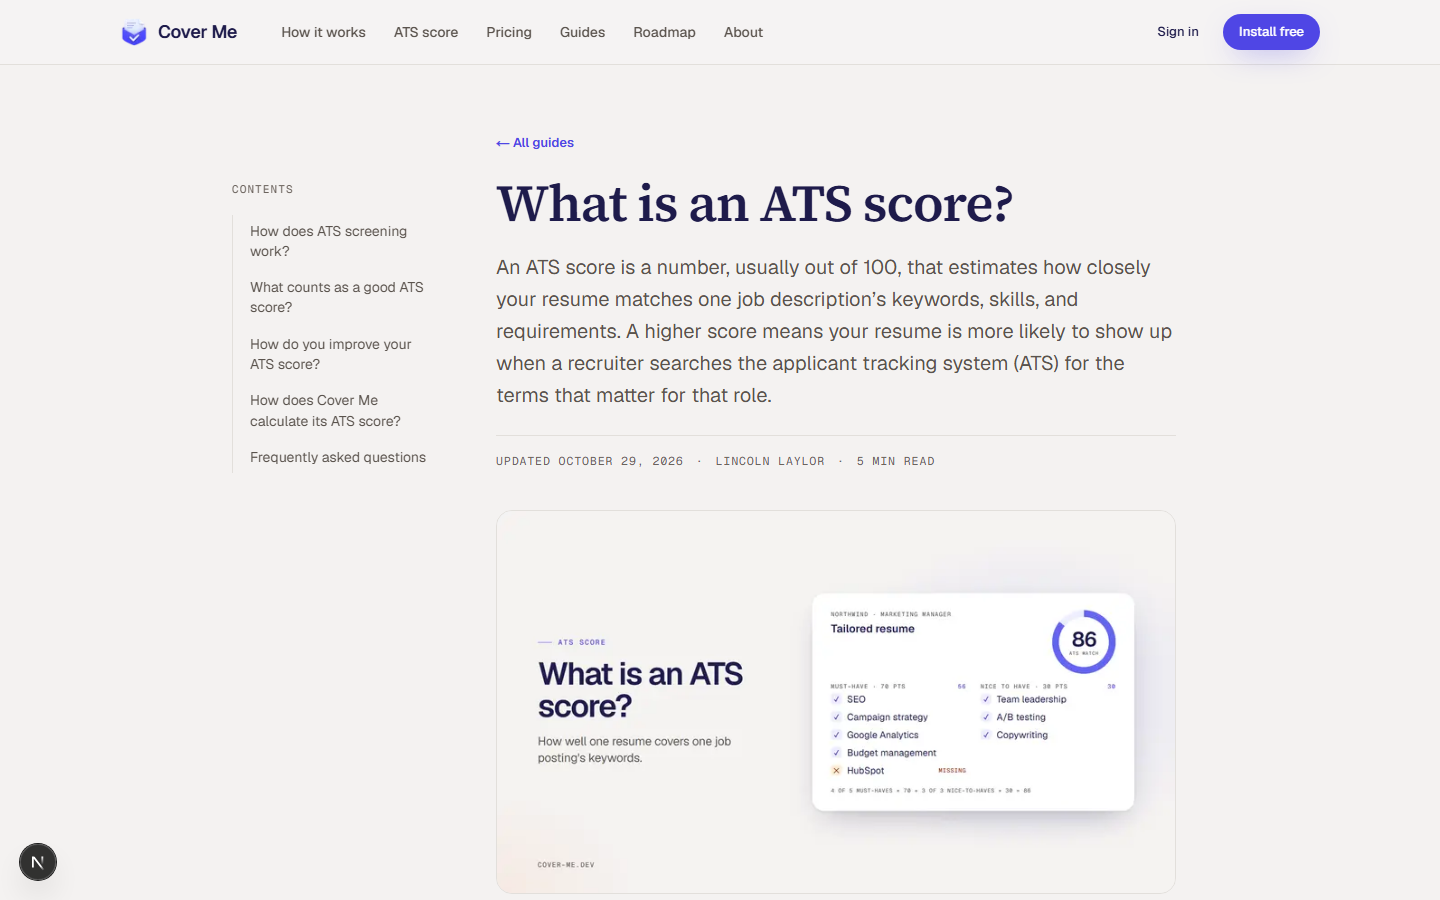 Cover Me
How it works
ATS score
Pricing
Guides
Roadmap
About
Sign in
Install free
← All guides
CONTENTS
How does ATS screening
work?
What counts as a good ATS
score?
How do you improve your
ATS score?
How does Cover Me
calculate its ATS score?
Frequently asked questions
What is an ATS score?
An ATS score is a number, usually out of 100, that estimates how closely
your resume matches one job description’s keywords, skills, and
requirements. A higher score means your resume is more likely to show up
when a recruiter searches the applicant tracking system (ATS) for the
terms that matter for that role.
UPDATED OCTOBER 29, 2026 · LINCOLN LAYLOR · 5 MIN READ
ATS SCORE
What is an ATS
score?
How well one resume covers one job
posting's keywords.
COVER-ME.DEV
NORTHWIND · MARKETING MANAGER
Tailored resume
86
ATS MATCH
MUST-HAVE · 70 PTS 56
SEO
Campaign strategy
Google Analytics
Budget management
HubSpot MISSING
NICE TO HAVE · 30 PTS 30
Team leadership
A/B testing
Copywriting
4 OF 5 MUST-HAVES × 70 + 3 OF 3 NICE-TO-HAVES × 30 = 86
N